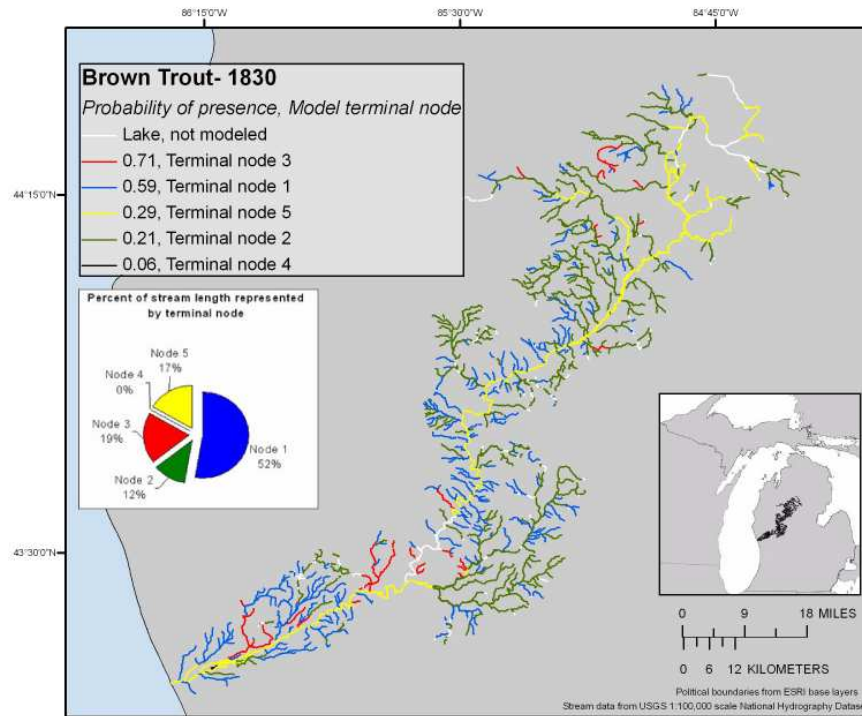 86°15'0"W 85°30'0"W 84°45'0"W
Brown Trout- 1830
Probability of presence, Model terminal node
Lake, not modeled
0.71, Terminal node 3
0.59, Terminal node 1
0.29, Terminal node 5
0.21, Terminal node 2
0.06, Terminal node 4
44°15'0"N
Percent of stream length represented
by terminal node
Node 5
17%
Node 4
0%
Node 3
19%
Node 2
12%
Node 1
52%
43°30'0"N
0 9 18 MILES
0 6 12 KILOMETERS
Political boundaries from ESRI base layers
Stream data from USGS 1:100,000 scale National Hydrography Datase